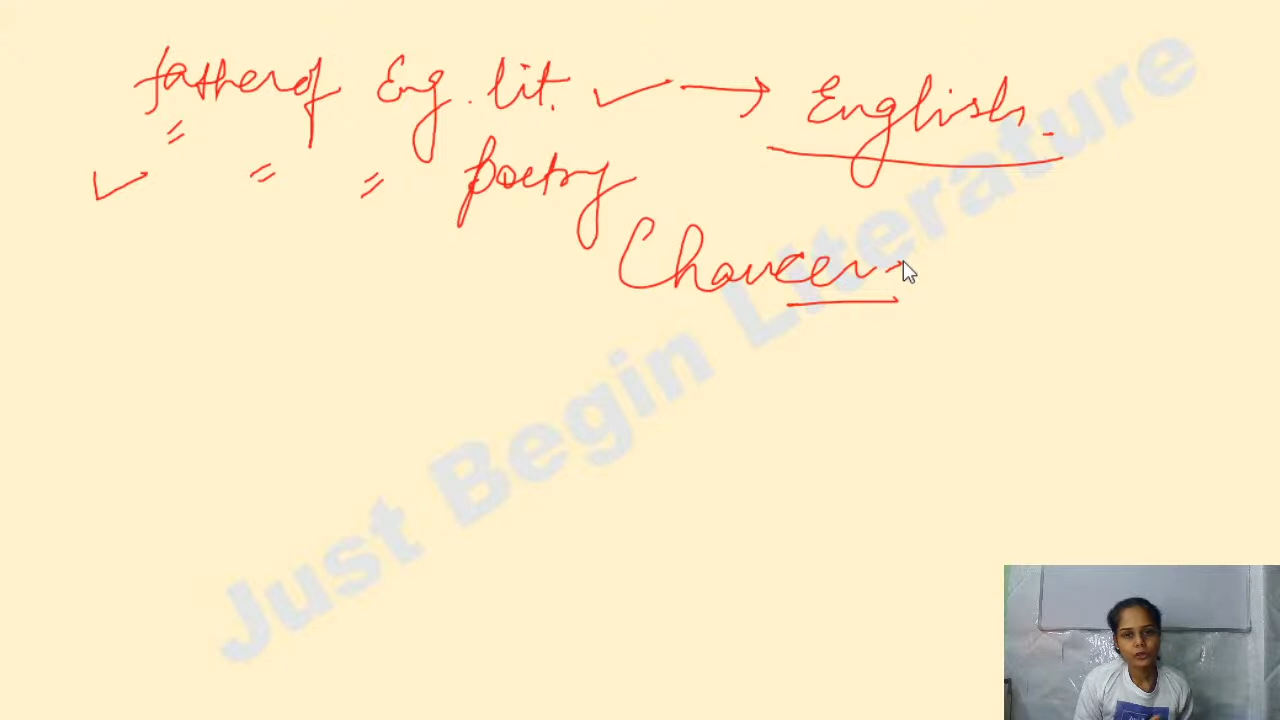 father of Eng. lit. ✓ → English.
" 
✓ " " Poetry
Chaucer
Just Begin Literature